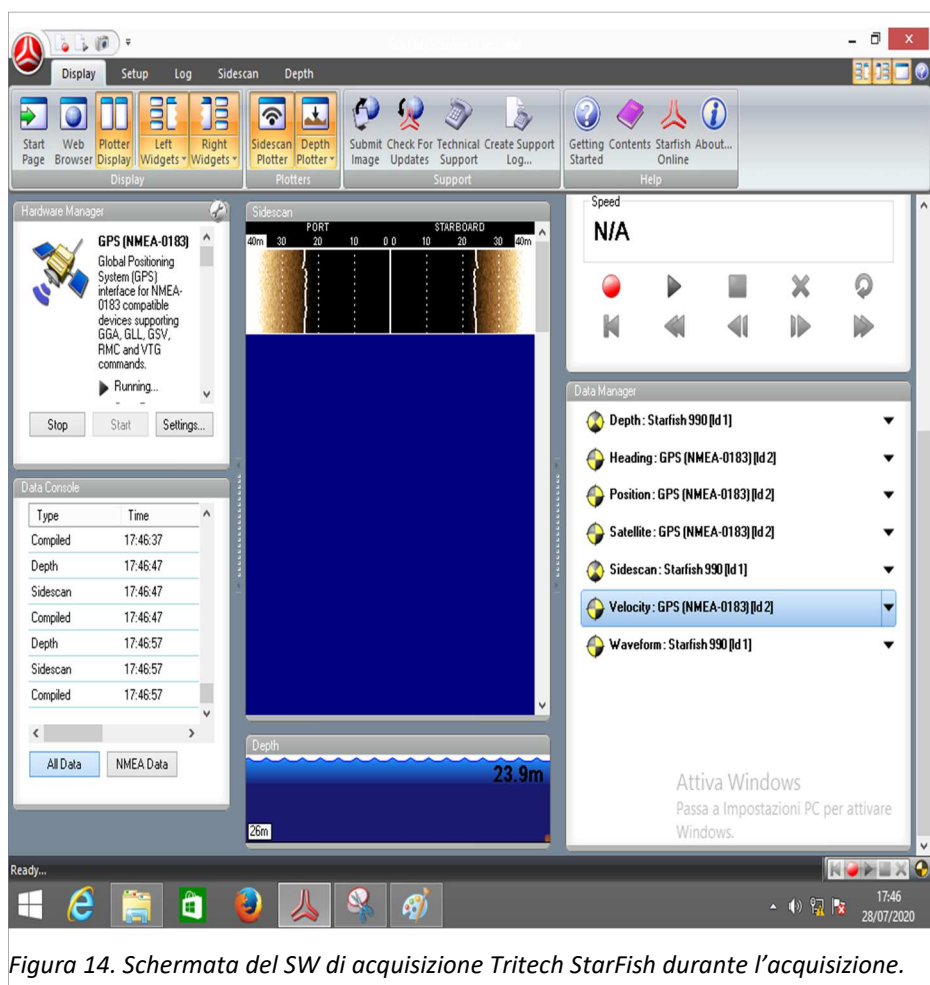 Display Setup Log Sidescan Depth
Start Page
Web Browser
Plotter Display
Left Widgets
Right Widgets
Display
Sidescan Plotter
Depth Plotter
Plotters
Submit Image
Check For Updates
Technical Support
Create Support Log...
Support
Getting Started
Contents
Starfish Online
About...
Help
Hardware Manager
GPS (NMEA-0183)
Global Positioning
System (GPS)
interface for NMEA-
0183 compatible
devices supporting
GGA, GLL, GSV,
RMC and VTG
commands.
Running...
Stop Start Settings...
Data Console
Type Time
Compiled 17:46:37
Depth 17:46:47
Sidescan 17:46:47
Compiled 17:46:47
Depth 17:46:57
Sidescan 17:46:57
Compiled 17:46:57
All Data NMEA Data
Sidescan
PORT STARBOARD
40m 30 20 10 0 0 10 20 30 40m
Depth
23.9m
26m
Speed
N/A
Data Manager
Depth : Starfish 990 [Id 1]
Heading : GPS (NMEA-0183) [Id 2]
Position : GPS (NMEA-0183) [Id 2]
Satellite : GPS (NMEA-0183) [Id 2]
Sidescan : Starfish 990 [Id 1]
Velocity : GPS (NMEA-0183) [Id 2]
Waveform : Starfish 990 [Id 1]
Attiva Windows
Passa a Impostazioni PC per attivare
Windows.
Ready...
17:46
28/07/2020
Figura 14. Schermata del SW di acquisizione Tritech StarFish durante l’acquisizione.